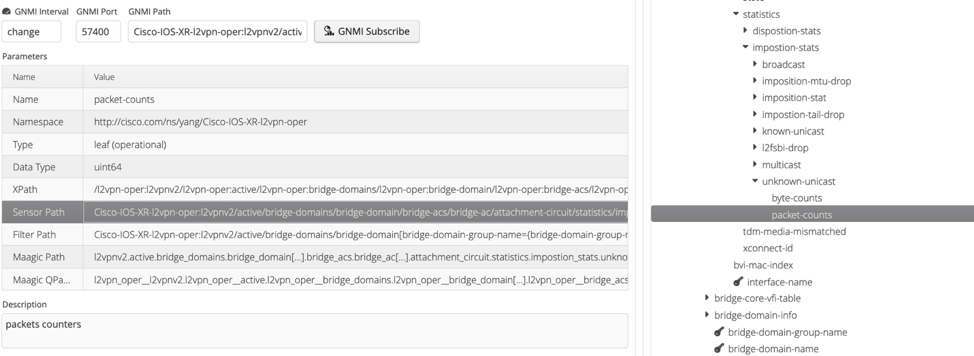 GNMI Interval GNMI Port GNMI Path
change 57400 Cisco-IOS-XR-l2vpn-oper:l2vpnv2/activ GNMI Subscribe
Parameters
Name Value
Name packet-counts
Namespace http://cisco.com/ns/yang/Cisco-IOS-XR-l2vpn-oper
Type leaf (operational)
Data Type uint64
XPath /l2vpn-oper:l2vpnv2/l2vpn-oper:active/l2vpn-oper:bridge-domains/l2vpn-oper:bridge-domain/l2vpn-oper:bridge-acs/l2vpn-op
Sensor Path Cisco-IOS-XR-l2vpn-oper:l2vpnv2/active/bridge-domains/bridge-domain/bridge-acs/bridge-ac/attachment-circuit/statistics/im
Filter Path Cisco-IOS-XR-l2vpn-oper:l2vpnv2/active/bridge-domains/bridge-domain[bridge-domain-group-name={bridge-domain-group-r
Maagic Path l2vpnv2.active.bridge_domains.bridge_domain[...].bridge_acs.bridge_ac[...].attachment_circuit.statistics.impostion_stats.unkno
Maagic QPa... l2vpn_oper__l2vpnv2.l2vpn_oper__active.l2vpn_oper__bridge_domains.l2vpn_oper__bridge_domain[...].l2vpn_oper__bridge_acs
Description
packets counters
statistics
dispostion-stats
impostion-stats
broadcast
imposition-mtu-drop
imposition-stat
impostion-tail-drop
known-unicast
l2fsbi-drop
multicast
unknown-unicast
byte-counts
packet-counts
tdm-media-mismatched
xconnect-id
bvi-mac-index
interface-name
bridge-core-vfi-table
bridge-domain-info
bridge-domain-group-name
bridge-domain-name